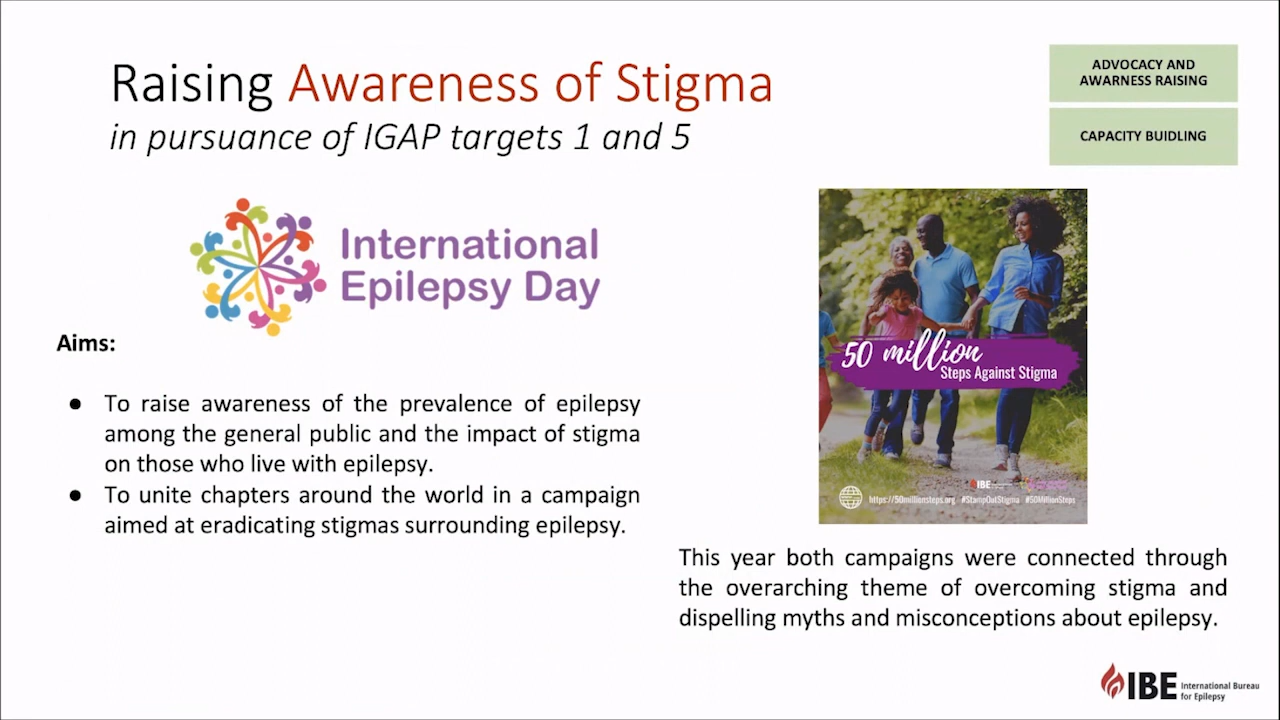 Raising Awareness of Stigma
in pursuance of IGAP targets 1 and 5
ADVOCACY AND
AWARNESS RAISING
CAPACITY BUIDLING
International
Epilepsy Day
Aims:
● To raise awareness of the prevalence of epilepsy
among the general public and the impact of stigma
on those who live with epilepsy.
● To unite chapters around the world in a campaign
aimed at eradicating stigmas surrounding epilepsy.
50 million
Steps Against Stigma
IBE
https://50millionsteps.org #StampOutStigma #50MillionSteps
This year both campaigns were connected through
the overarching theme of overcoming stigma and
dispelling myths and misconceptions about epilepsy.
IBE International Bureau
for Epilepsy